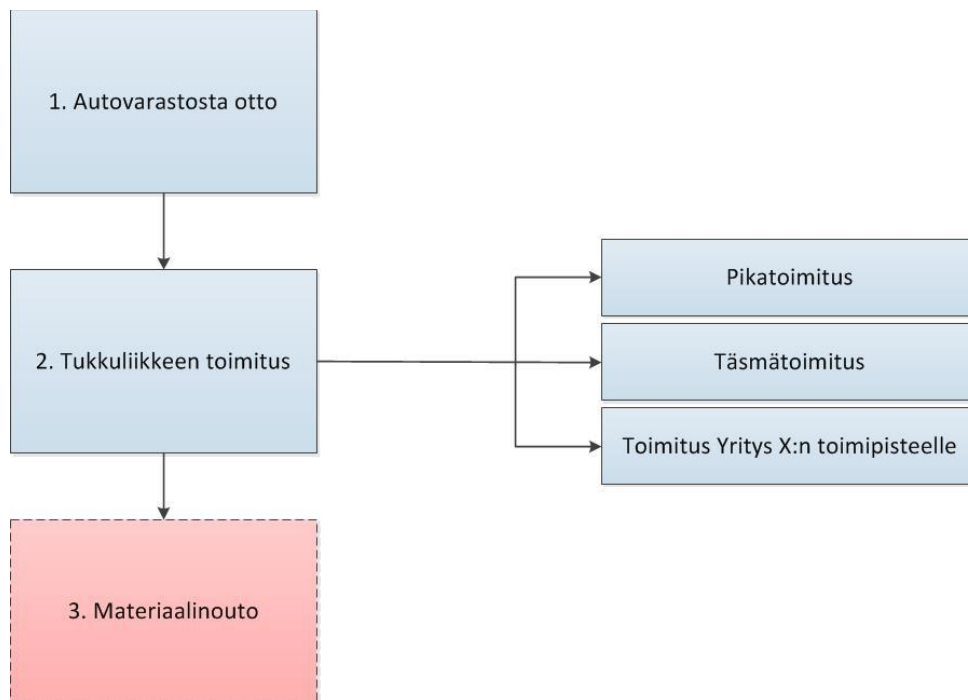 1. Autovarastosta otto
Pikatoimitus
2. Tukkuliikkeen toimitus
Täsmätoimitus
Toimitus Yritys X:n toimipisteelle
3. Materiaalinouto